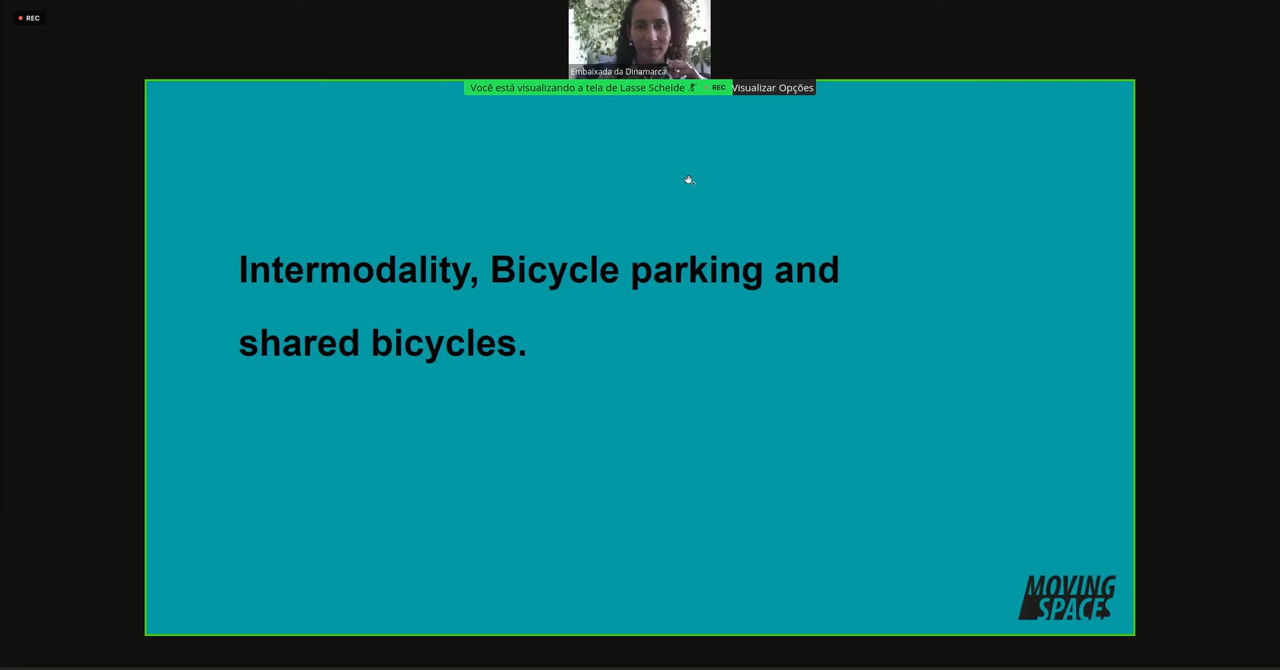 REC
Embaixada da Dinamarca
Você está visualizando a tela de Lasse Schelde REC Visualizar Opções
Intermodality, Bicycle parking and
shared bicycles.
MOVING
SPACES